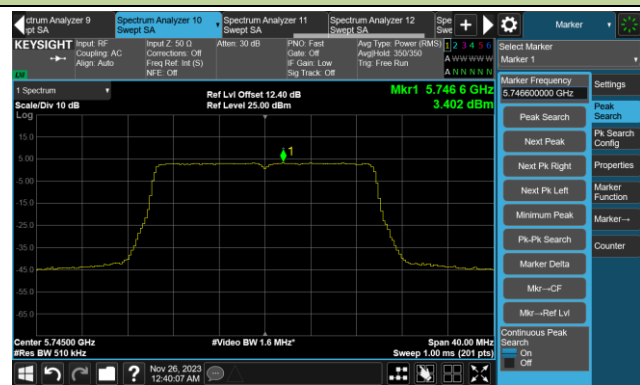 ctrum Analyzer 9
pt SA
Spectrum Analyzer 10
Swept SA
Spectrum Analyzer 11
Swept SA
Spectrum Analyzer 12
Swept SA
Spe
Swe
+
Marker
KEYSIGHT
Input: RF
Coupling: AC
Align: Auto
Input Z: 50 Ω
Corrections: Off
Freq Ref: Int (S)
NFE: Off
Atten: 30 dB
PNO: Fast
Gate: Off
IF Gain: Low
Sig Track: Off
Avg Type: Power (RMS)
Avg|Hold: 350/350
Trig: Free Run
1 2 3 4 5 6
A W W W W W
A N N N N N
LXI
Select Marker
Marker 1
1 Spectrum
Scale/Div 10 dB
Log
Ref Lvl Offset 12.40 dB
Ref Level 25.00 dBm
Mkr1 5.746 6 GHz
3.402 dBm
15.0
5.00
-5.00
-15.0
-25.0
-35.0
-45.0
-55.0
-65.0
1
Center 5.74500 GHz
#Res BW 510 kHz
#Video BW 1.6 MHz*
Span 40.00 MHz
Sweep 1.00 ms (201 pts)
Marker Frequency
5.746600000 GHz
Peak Search
Next Peak
Next Pk Right
Next Pk Left
Minimum Peak
Pk-Pk Search
Marker Delta
Mkr→CF
Mkr→Ref Lvl
Continuous Peak
Search
On
Off
Settings
Peak
Search
Pk Search
Config
Properties
Marker
Function
Marker→
Counter
?
Nov 26, 2023
12:40:07 AM